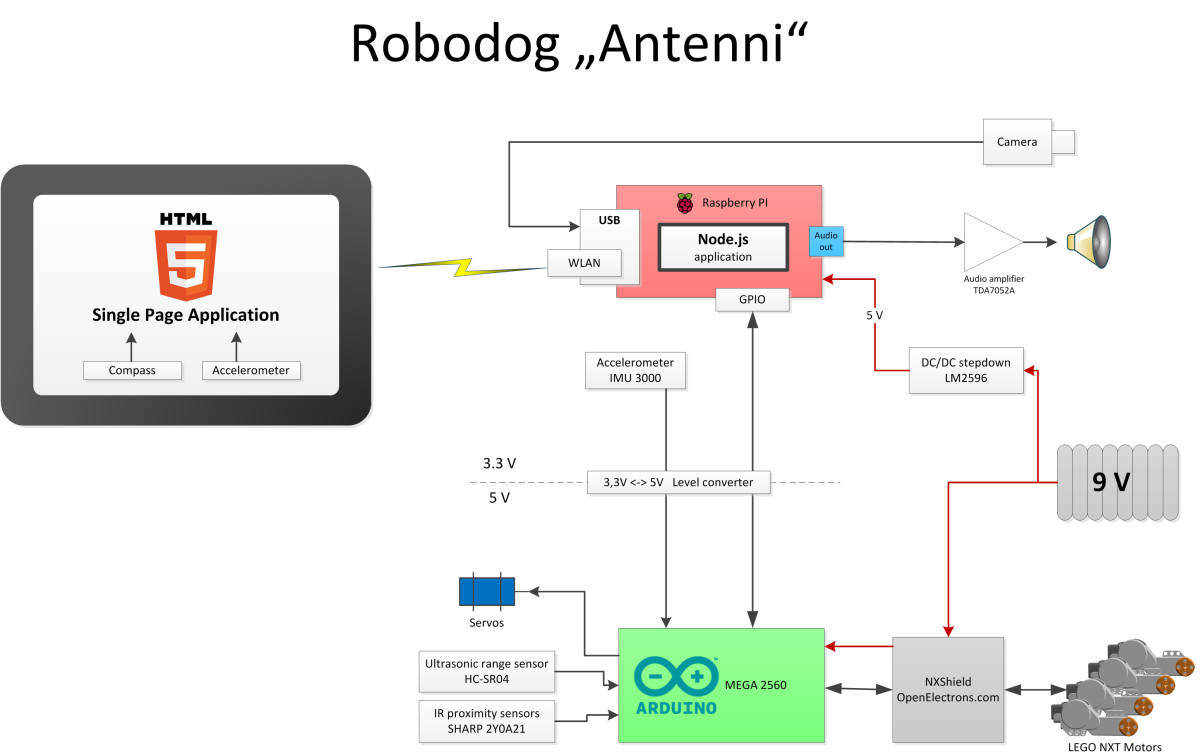 Robodog „Antenni“
Camera
HTML
5
Single Page Application
Compass
Accelerometer
Raspberry PI
USB
WLAN
Node.js
application
Audio
out
GPIO
Audio amplifier
TDA7052A
5 V
DC/DC stepdown
LM2596
Accelerometer
IMU 3000
3.3 V
3,3V <-> 5V Level converter
5 V
9 V
Servos
Ultrasonic range sensor
HC-SR04
IR proximity sensors
SHARP 2Y0A21
ARDUINO
TM
MEGA 2560
NXShield
OpenElectrons.com
LEGO NXT Motors